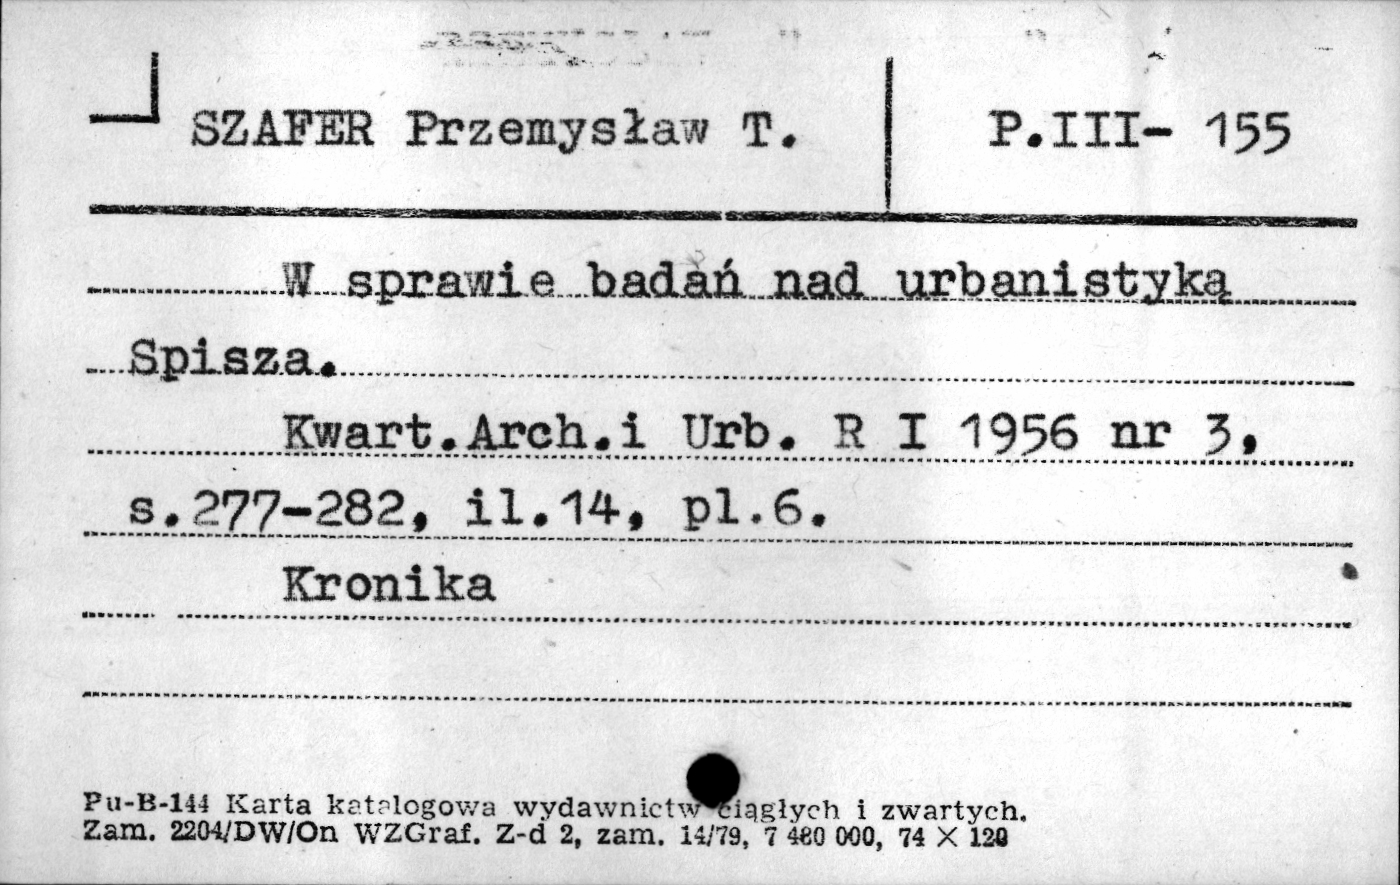 SZAFER Przemysław T. P.III- 155
W sprawie badań nad urbanistyką
Spisza.
Kwart.Arch.i Urb. R I 1956 nr 3,
s.277-282, il.14, pl.6.
Kronika
Pu-B-144 Karta katalogowa wydawnictw ciągłych i zwartych.
Zam. 2204/DW/On WZGraf. Z-d 2, zam. 14/79, 7 480 000, 74 X 120